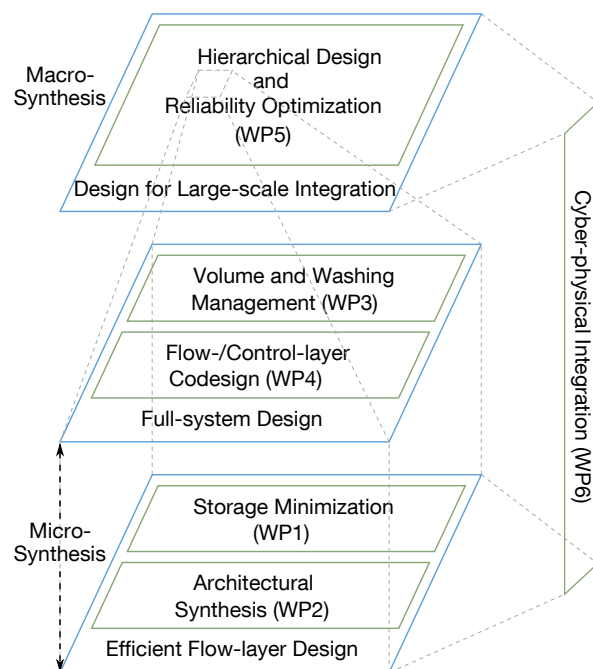 Macro-
Synthesis
Hierarchical Design
and
Reliability Optimization
(WP5)
Design for Large-scale Integration
Volume and Washing
Management (WP3)
Flow-/Control-layer
Codesign (WP4)
Full-system Design
Micro-
Synthesis
Storage Minimization
(WP1)
Architectural
Synthesis (WP2)
Efficient Flow-layer Design
Cyber-physical Integration (WP6)